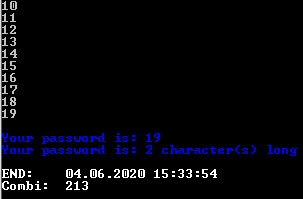 10
11
12
13
14
15
16
17
18
19
Your password is: 19
Your password is: 2 character(s) long
END: 04.06.2020 15:33:54
Combi: 213